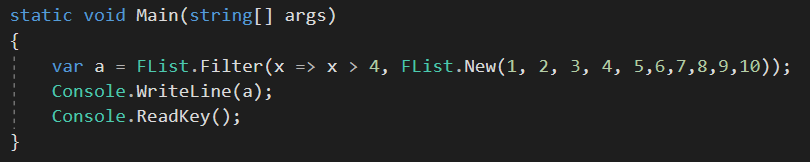 static void Main(string[] args)
{
    var a = FList.Filter(x => x > 4, FList.New(1, 2, 3, 4, 5,6,7,8,9,10));
    Console.WriteLine(a);
    Console.ReadKey();
}